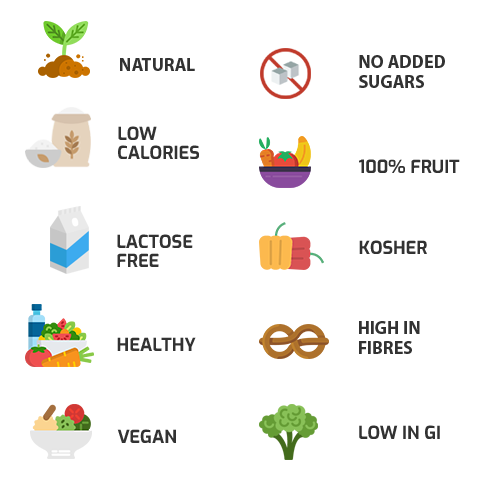 NATURAL
LOW
CALORIES
LACTOSE
FREE
HEALTHY
VEGAN
NO ADDED
SUGARS
100% FRUIT
KOSHER
HIGH IN
FIBRES
LOW IN GI